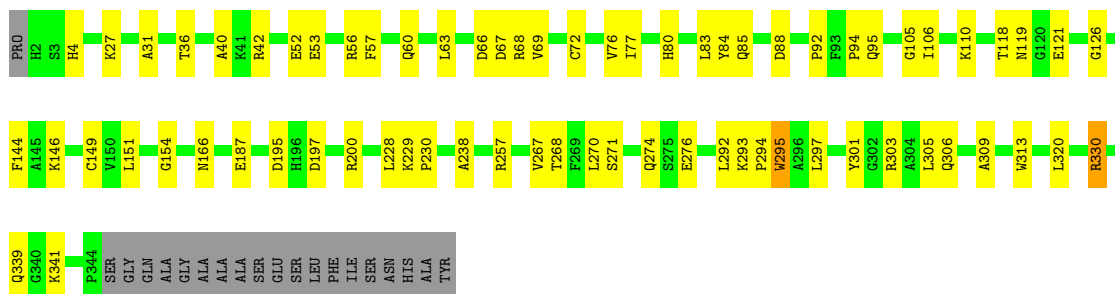 PRO H2 S3 H4 K27 A31 T36 A40 K41 R42 E52 E53 R56 F57 Q60 L63 D66 D67 R68 V69 C72 V76 I77 H80 L83 Y84 Q85 D88 P92 F93 P94 Q95 G105 I106 K110 T118 N119 G120 E121 G126
F144 A145 K146 C149 V150 L151 G154 N166 E187 D195 H196 D197 R200 L228 K229 P230 A238 R257 V267 T268 F269 L270 S271 Q274 S275 E276 L292 K293 P294 W295 A296 L297 Y301 G302 R303 A304 L305 Q306 A309 W313 L320 R330
Q339 G340 K341 P344 SER GLY GLN ALA GLY ALA ALA ALA SER GLU SER LEU PHE ILE SER ASN HIS ALA TYR